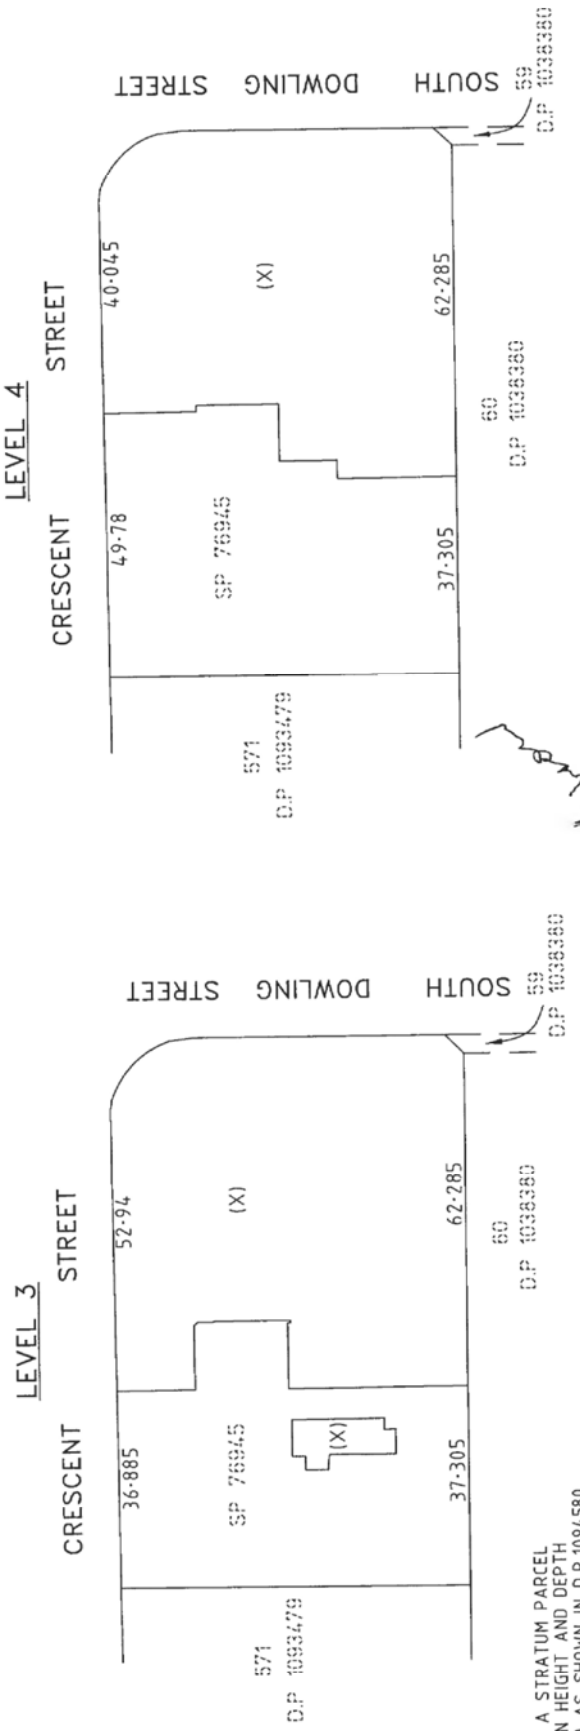 LEVEL 3
CRESCENT STREET
36·885 52·94
SOUTH DOWLING STREET
571
D.P 1093479
SP 76945
(X)
(X)
37·305 62·285
60
D.P 1038380
59
D.P 1038380
A STRATUM PARCEL
HEIGHT AND DEPTH
AS SHOWN IN D.P.1094580
LEVEL 4
CRESCENT STREET
49·78 40·045
SOUTH DOWLING STREET
571
D.P 1093479
SP 76945
(X)
37·305 62·285
60
D.P 1038380
59
D.P 1038380